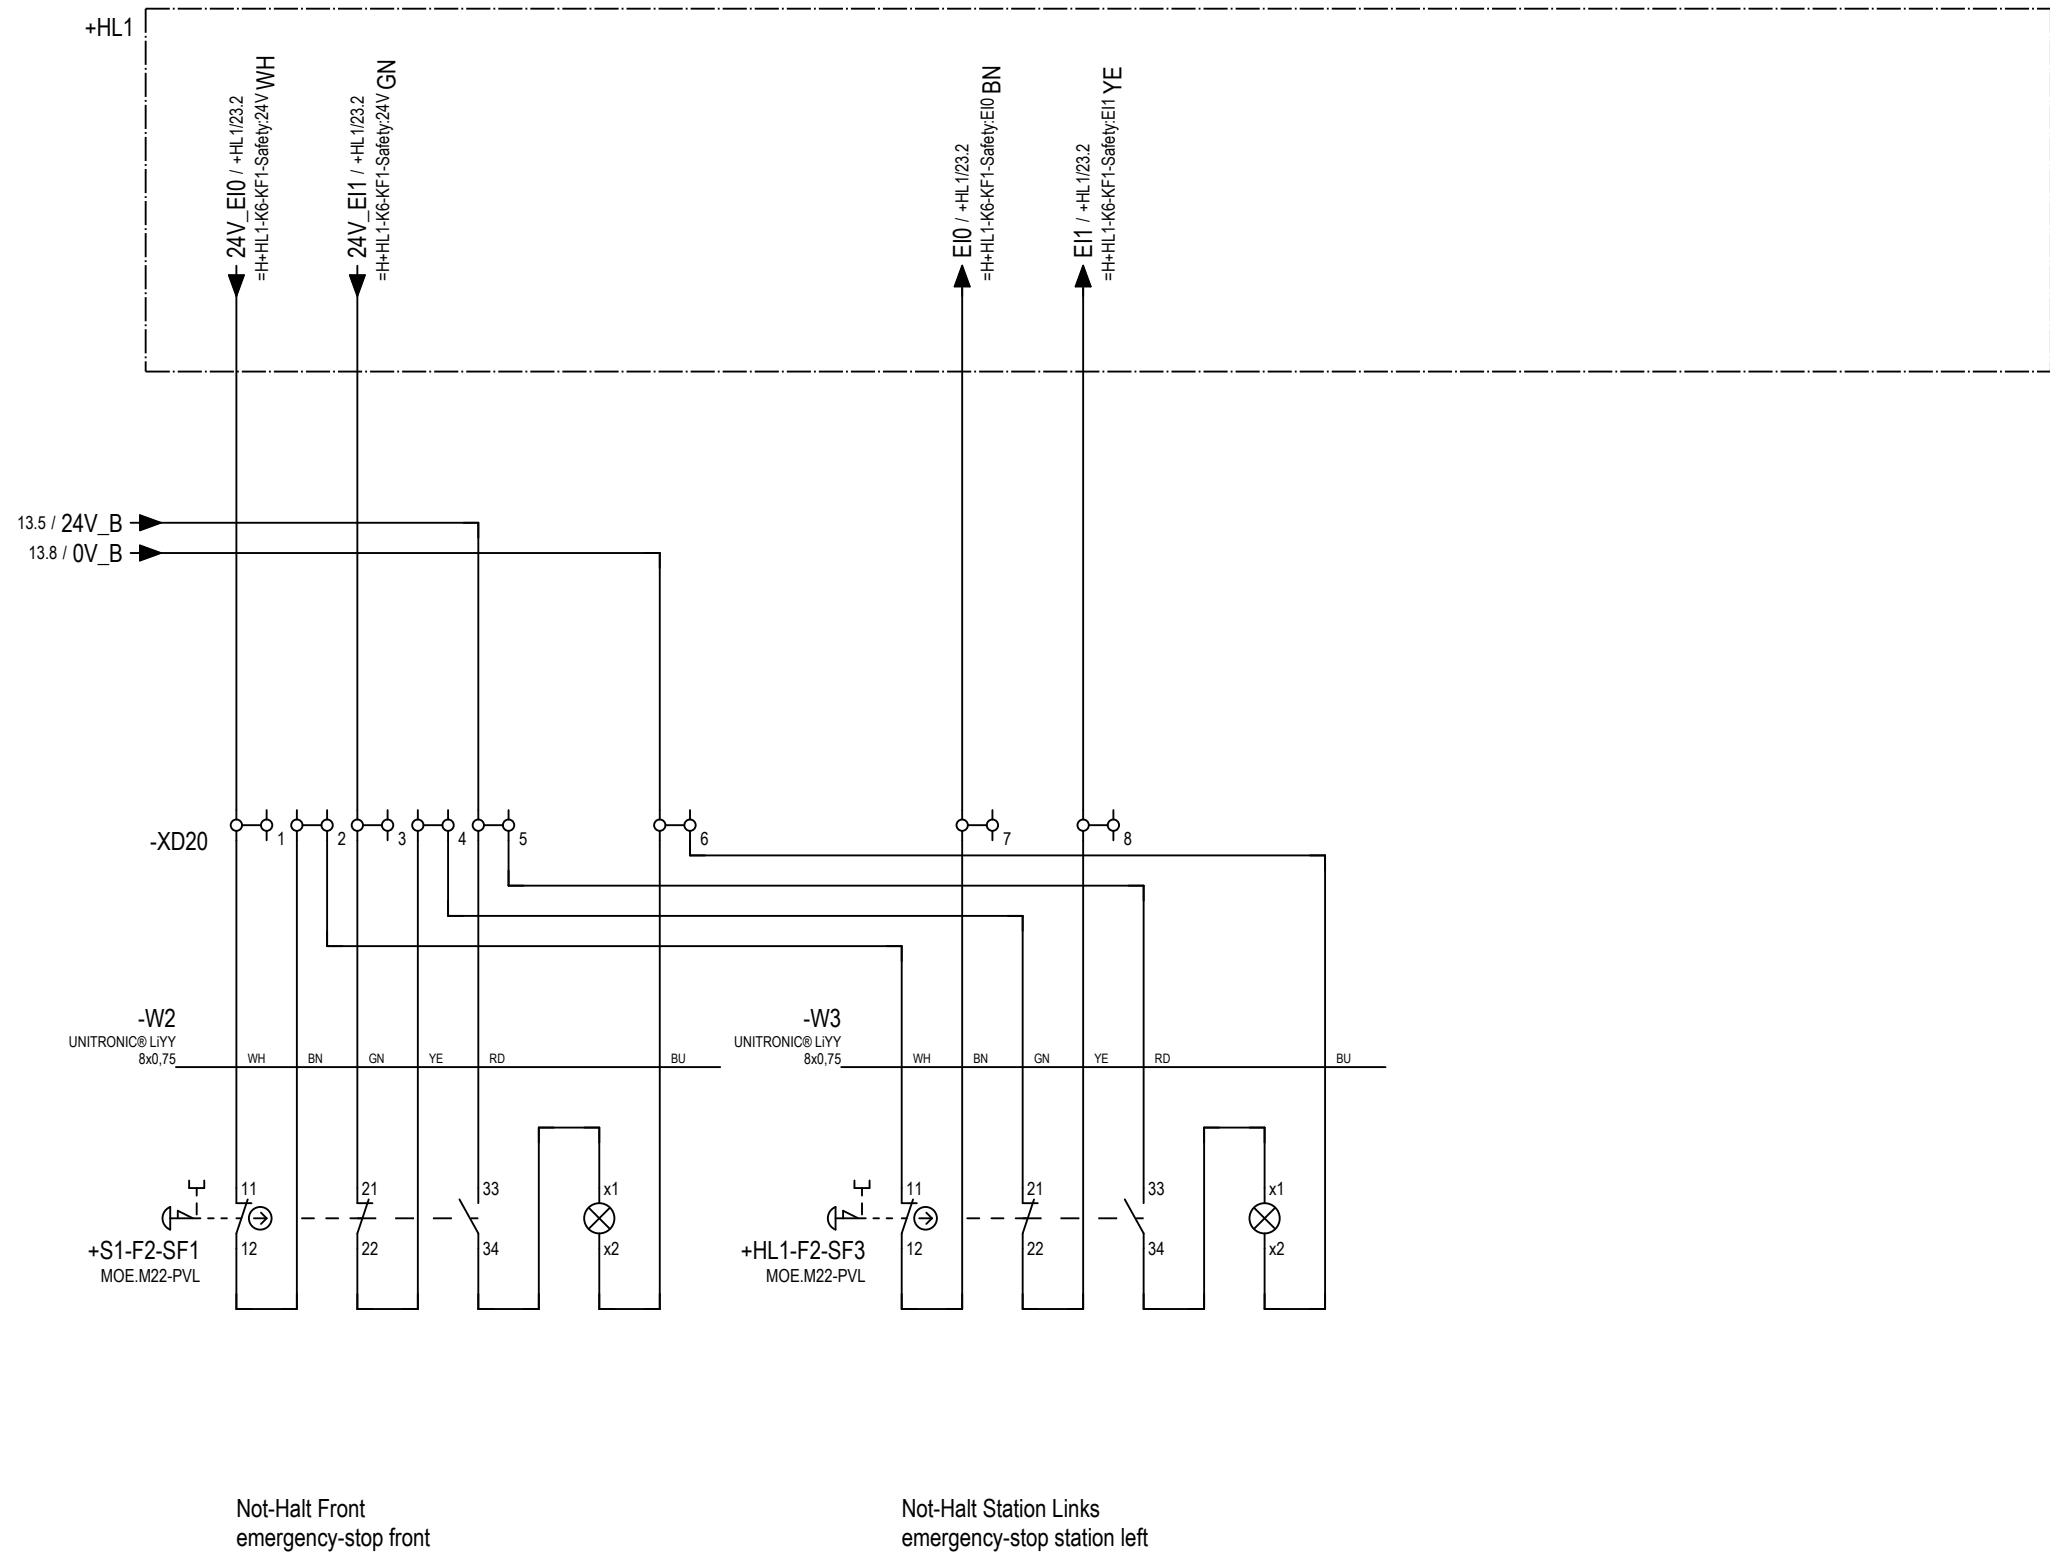 +HL1
24V_EI0 / +HL1/23.2
=H+HL1-K6-KF1-Safety:24V WH
24V_EI1 / +HL1/23.2
=H+HL1-K6-KF1-Safety:24V GN
EI0 / +HL1/23.2
=H+HL1-K6-KF1-Safety:EI0 BN
EI1 / +HL1/23.2
=H+HL1-K6-KF1-Safety:EI1 YE
13.5 / 24V_B
13.8 / 0V_B
-XD20 1 2 3 4 5 6 7 8
-W2
UNITRONIC® LiYY
8x0,75 WH BN GN YE RD BU
-W3
UNITRONIC® LiYY
8x0,75 WH BN GN YE RD BU
11 21 33 x1
+S1-F2-SF1 12 22 34 x2
MOE.M22-PVL
11 21 33 x1
+HL1-F2-SF3 12 22 34 x2
MOE.M22-PVL
Not-Halt Front
emergency-stop front
Not-Halt Station Links
emergency-stop station left